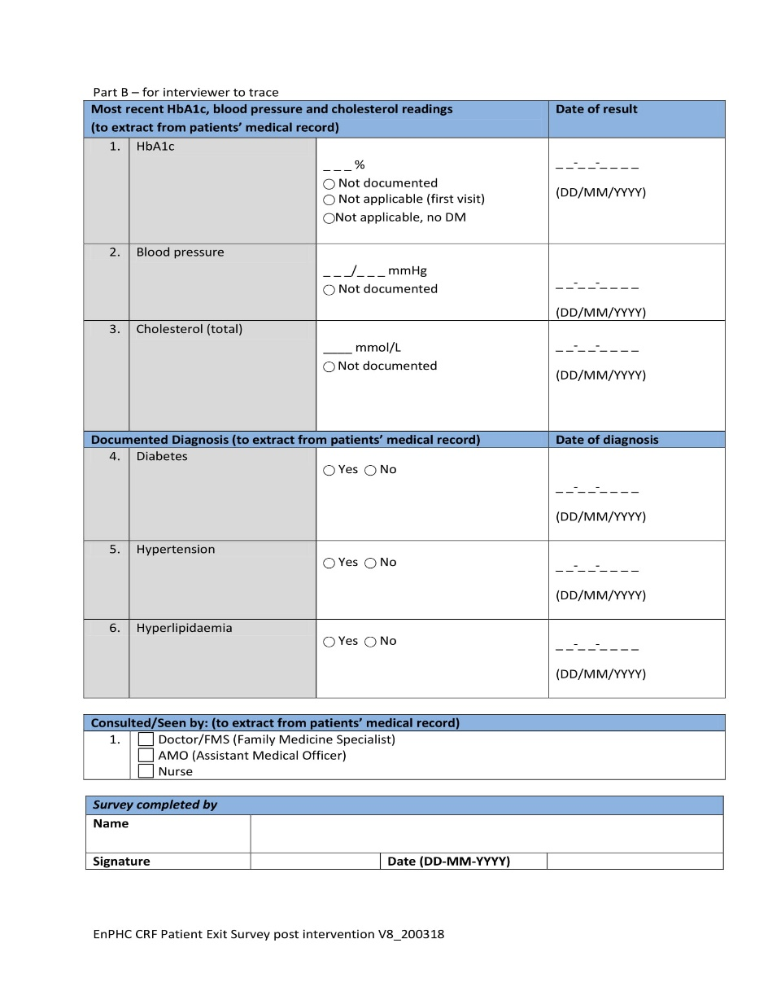 Part B – for interviewer to trace
Most recent HbA1c, blood pressure and cholesterol readings
(to extract from patients’ medical record)
Date of result
1. HbA1c
_ _ _ %
Not documented
Not applicable (first visit)
Not applicable, no DM
_ _-_ _-_ _ _ _
(DD/MM/YYYY)
2. Blood pressure
_ _ _/_ _ _ mmHg
Not documented
_ _-_ _-_ _ _ _
(DD/MM/YYYY)
3. Cholesterol (total)
____ mmol/L
Not documented
_ _-_ _-_ _ _ _
(DD/MM/YYYY)
Documented Diagnosis (to extract from patients’ medical record) Date of diagnosis
4. Diabetes
Yes No
_ _-_ _-_ _ _ _
(DD/MM/YYYY)
5. Hypertension
Yes No
_ _-_ _-_ _ _ _
(DD/MM/YYYY)
6. Hyperlipidaemia
Yes No
_ _-_ _-_ _ _ _
(DD/MM/YYYY)
Consulted/Seen by: (to extract from patients’ medical record)
1. Doctor/FMS (Family Medicine Specialist)
AMO (Assistant Medical Officer)
Nurse
Survey completed by
Name
Signature Date (DD-MM-YYYY)
EnPHC CRF Patient Exit Survey post intervention V8_200318